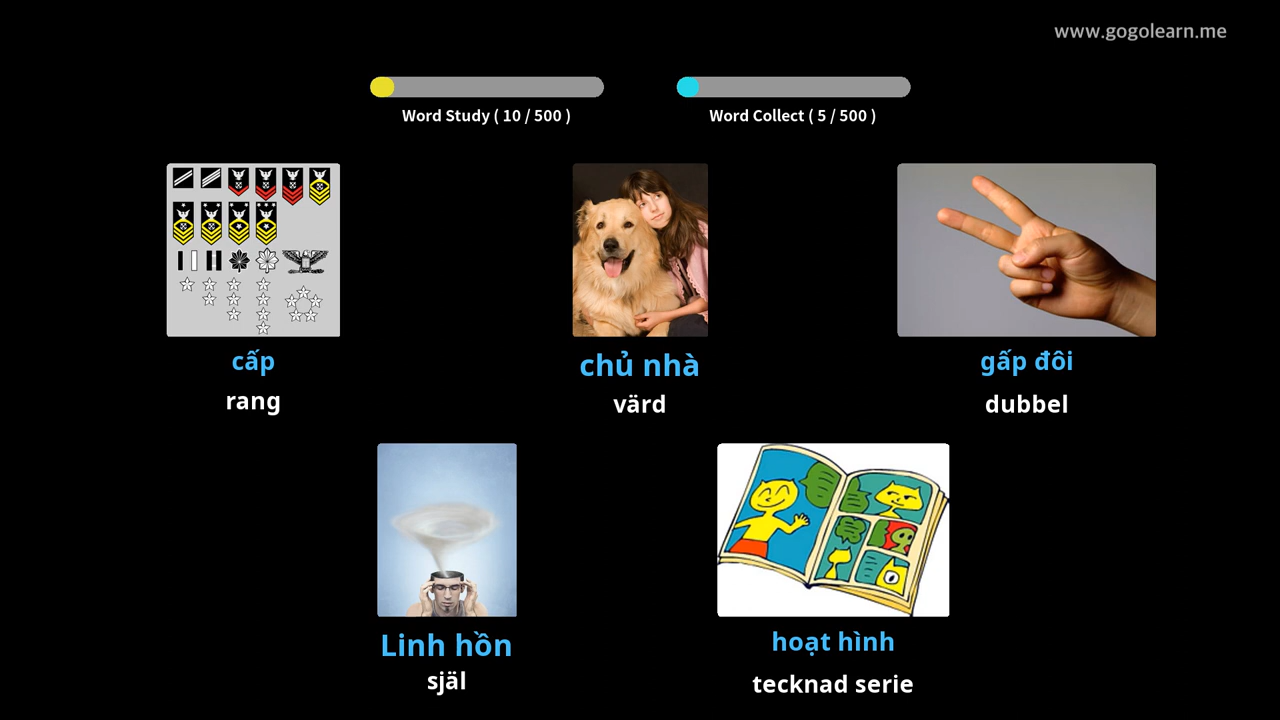 www.gogolearn.me
Word Study ( 10 / 500 )
Word Collect ( 5 / 500 )
cấp
rang
chủ nhà
värd
gấp đôi
dubbel
Linh hồn
själ
hoạt hình
tecknad serie